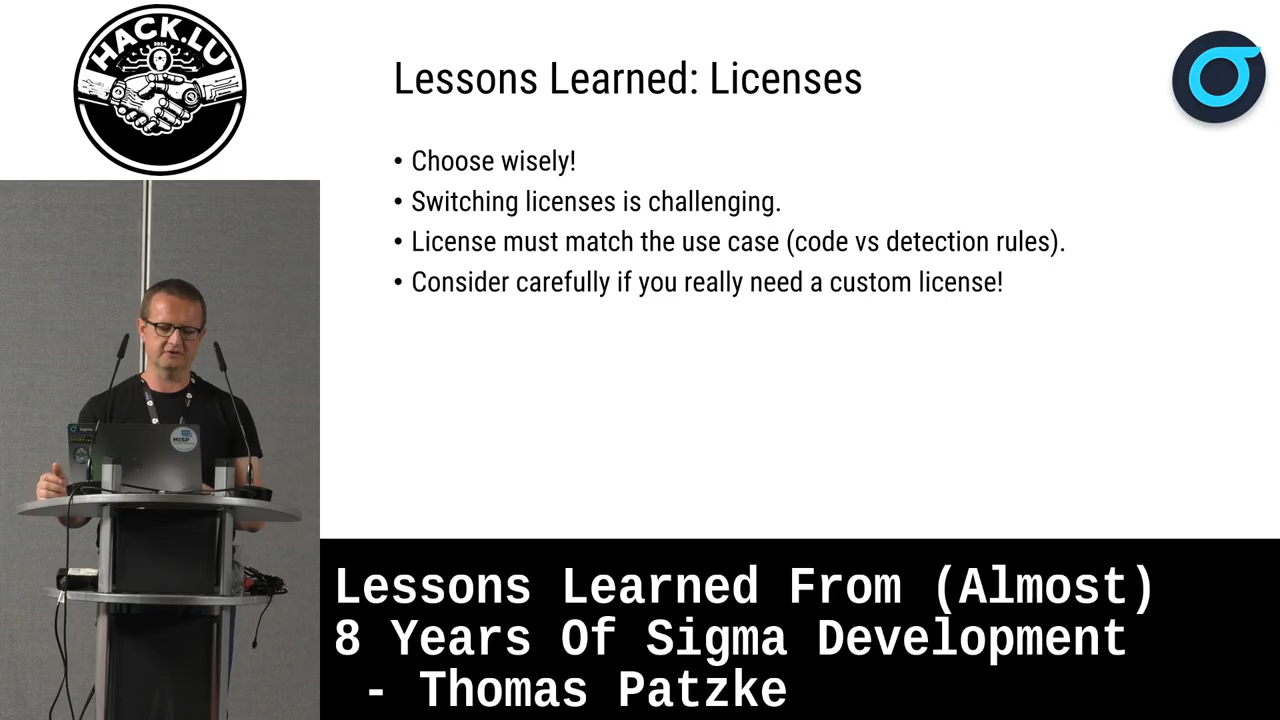 HACK.LU
2024
Lessons Learned: Licenses
• Choose wisely!
• Switching licenses is challenging.
• License must match the use case (code vs detection rules).
• Consider carefully if you really need a custom license!
Sigma
MISP
Lessons Learned From (Almost)
8 Years Of Sigma Development
- Thomas Patzke